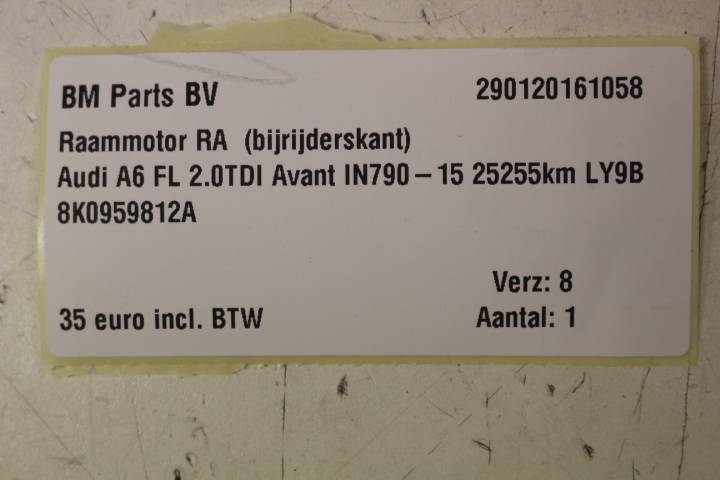 BM Parts BV 290120161058
Raammotor RA (bijrijderskant)
Audi A6 FL 2.0TDI Avant IN790-15 25255km LY9B
8K0959812A
Verz: 8
35 euro incl. BTW Aantal: 1